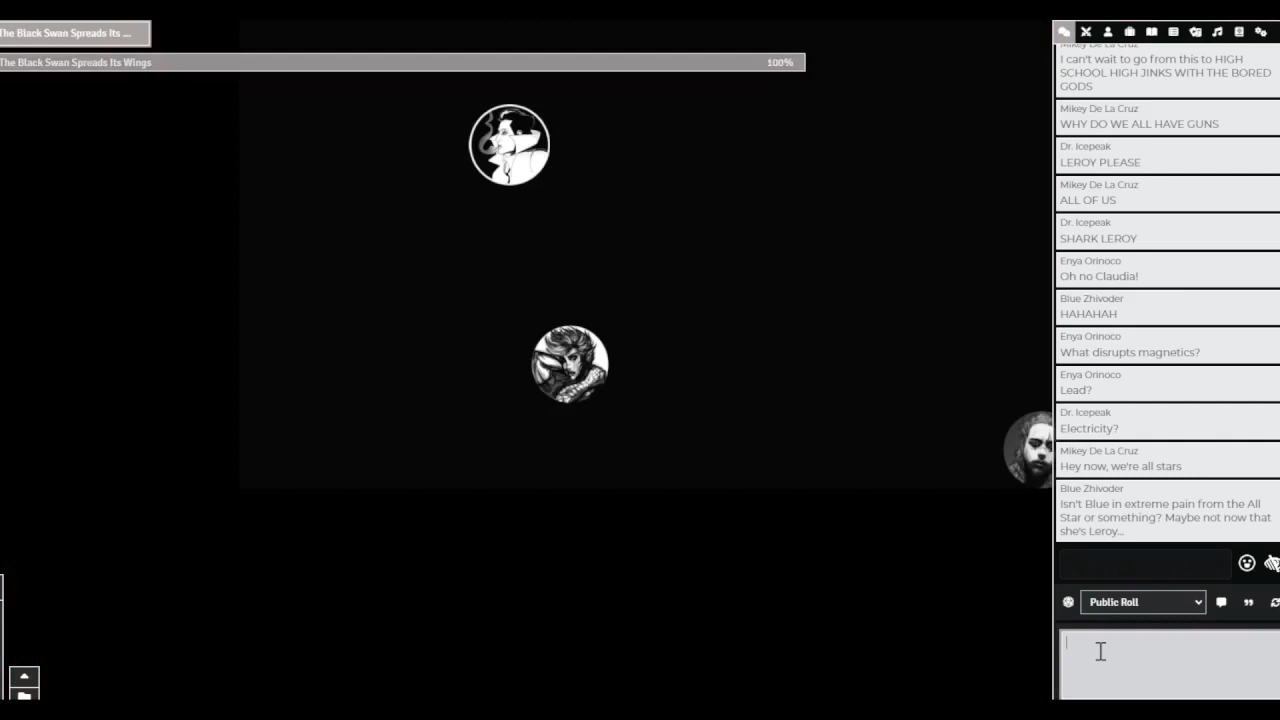 The Black Swan Spreads Its ...
The Black Swan Spreads Its Wings
100%
Mikey De La Cruz
I can't wait to go from this to HIGH
SCHOOL HIGH JINKS WITH THE BORED
GODS
Mikey De La Cruz
WHY DO WE ALL HAVE GUNS
Dr. Icepeak
LEROY PLEASE
Mikey De La Cruz
ALL OF US
Dr. Icepeak
SHARK LEROY
Enya Orinoco
Oh no Claudia!
Blue Zhivoder
HAHAHAH
Enya Orinoco
What disrupts magnetics?
Enya Orinoco
Lead?
Dr. Icepeak
Electricity?
Mikey De La Cruz
Hey now, we're all stars
Blue Zhivoder
Isn't Blue in extreme pain from the All
Star or something? Maybe not now that
she's Leroy...
Public Roll